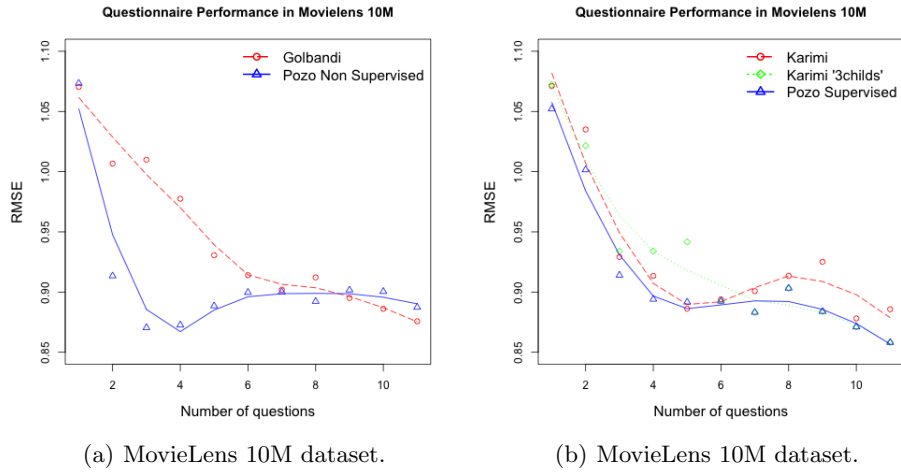 Questionnaire Performance in Movielens 10M
Golbandi
Pozo Non Supervised
1.10
1.05
1.00
0.95
0.90
0.85
RMSE
2 4 6 8 10
Number of questions
(a) MovieLens 10M dataset.
Questionnaire Performance in Movielens 10M
Karimi
Karimi '3childs'
Pozo Supervised
1.10
1.05
1.00
0.95
0.90
0.85
RMSE
2 4 6 8 10
Number of questions
(b) MovieLens 10M dataset.